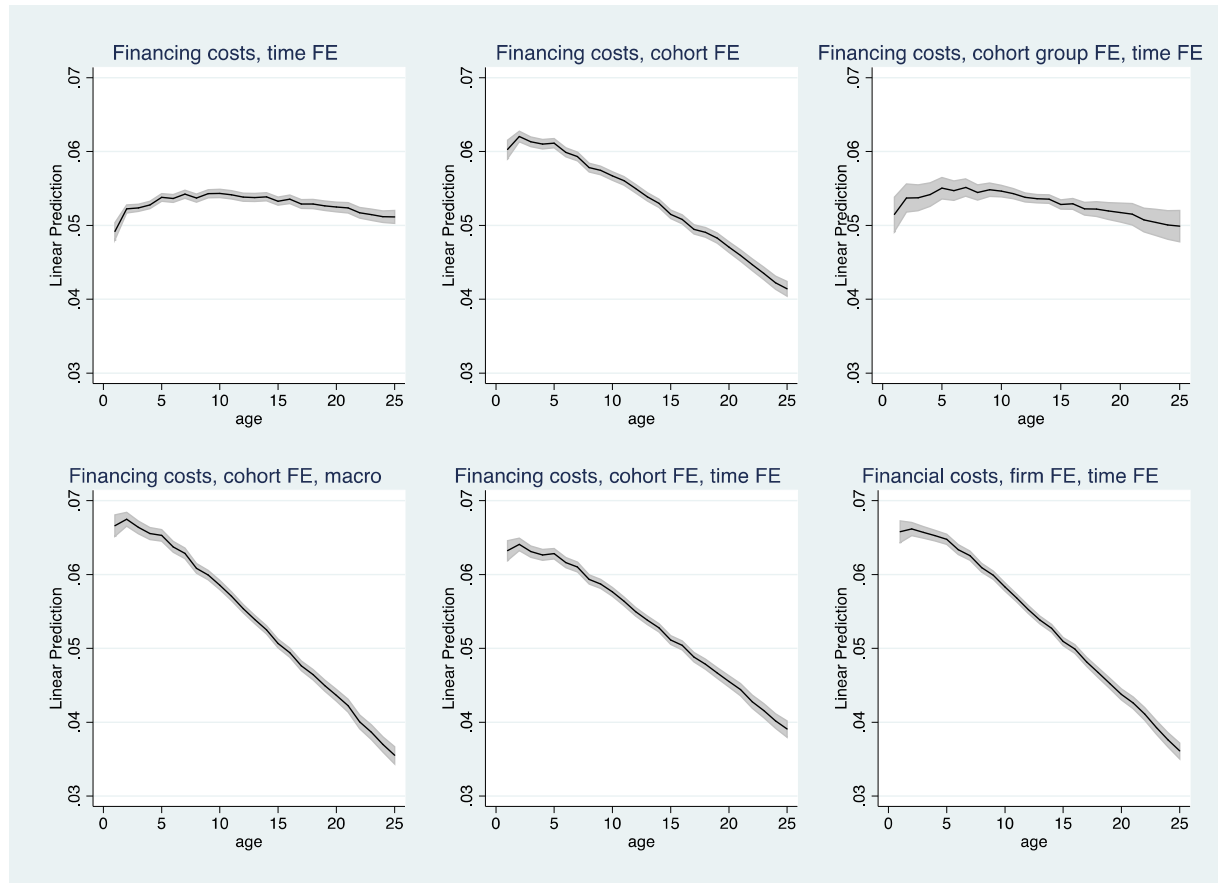 Financing costs, time FE
.07
.06
.05
.04
.03
Linear Prediction
0 5 10 15 20 25
age
Financing costs, cohort FE
.07
.06
.05
.04
.03
Linear Prediction
0 5 10 15 20 25
age
Financing costs, cohort group FE, time FE
.07
.06
.05
.04
.03
Linear Prediction
0 5 10 15 20 25
age
Financing costs, cohort FE, macro
.07
.06
.05
.04
.03
Linear Prediction
0 5 10 15 20 25
age
Financing costs, cohort FE, time FE
.07
.06
.05
.04
.03
Linear Prediction
0 5 10 15 20 25
age
Financial costs, firm FE, time FE
.07
.06
.05
.04
.03
Linear Prediction
0 5 10 15 20 25
age